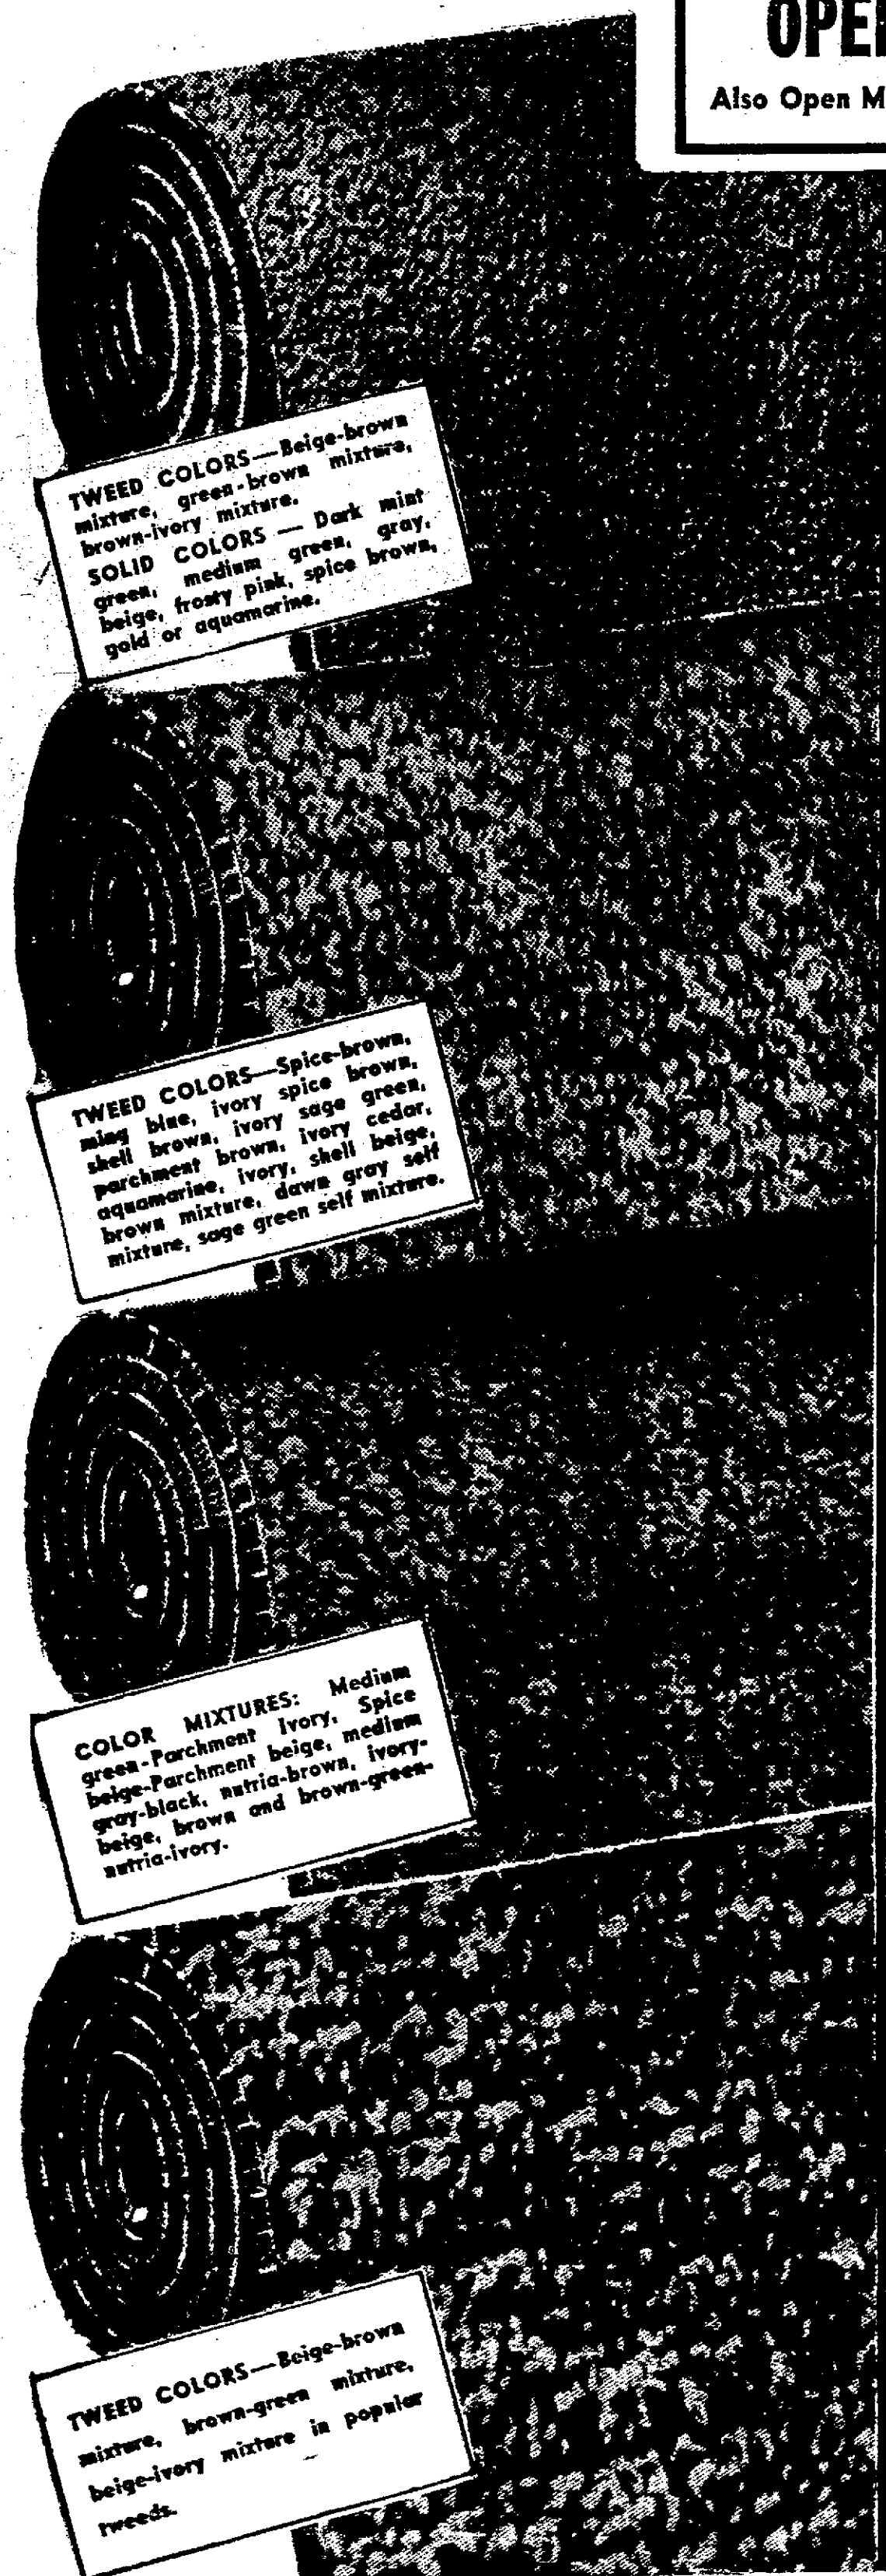 OPE
Also Open M
TWEED COLORS—Beige-brown
mixture, green-brown mixture,
brown-ivory mixture.
SOLID COLORS — Dark mint
green, medium green, gray,
beige, frosty pink, spice brown,
gold or aquamarine.
TWEED COLORS—Spice-brown,
ming blue, ivory spice brown,
shell brown, ivory sage green,
parchment brown, ivory cedar,
aquamarine, ivory, shell beige,
brown mixture, dawn gray self
mixture, sage green self mixture.
COLOR MIXTURES: Medium
green-Parchment Ivory, Spice
beige-Parchment beige, medium
gray-black, nutria-brown, ivory-
beige, brown and brown-green-
nutria-ivory.
TWEED COLORS—Beige-brown
mixture, brown-green mixture,
beige-ivory mixture in popular
tweeds.